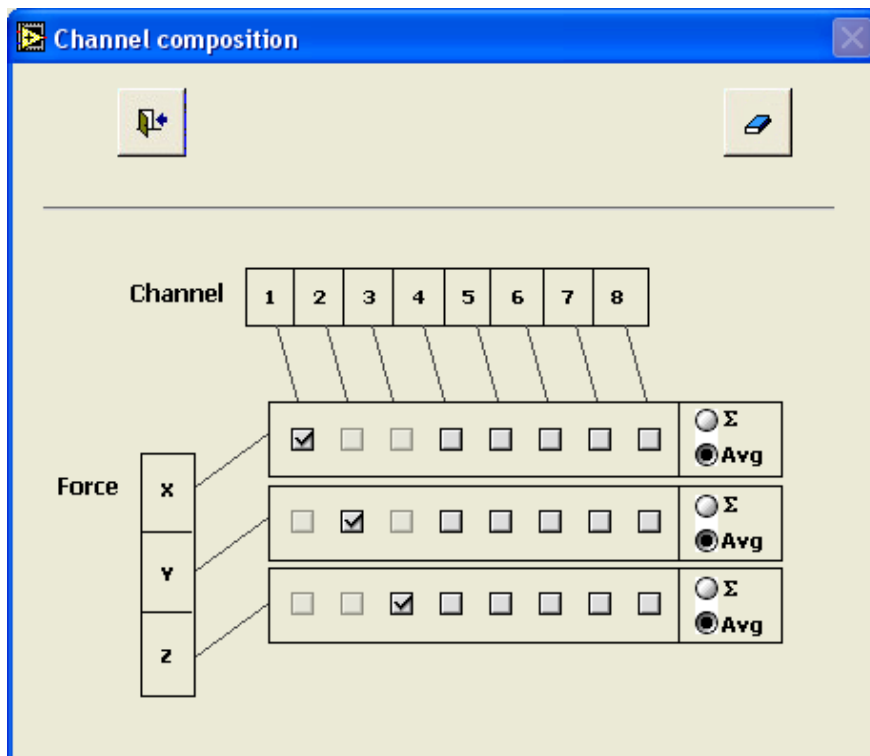 Channel composition
Channel 1 2 3 4 5 6 7 8
Σ
Avg
Force X
Σ
Y
Avg
Σ
Avg
Z